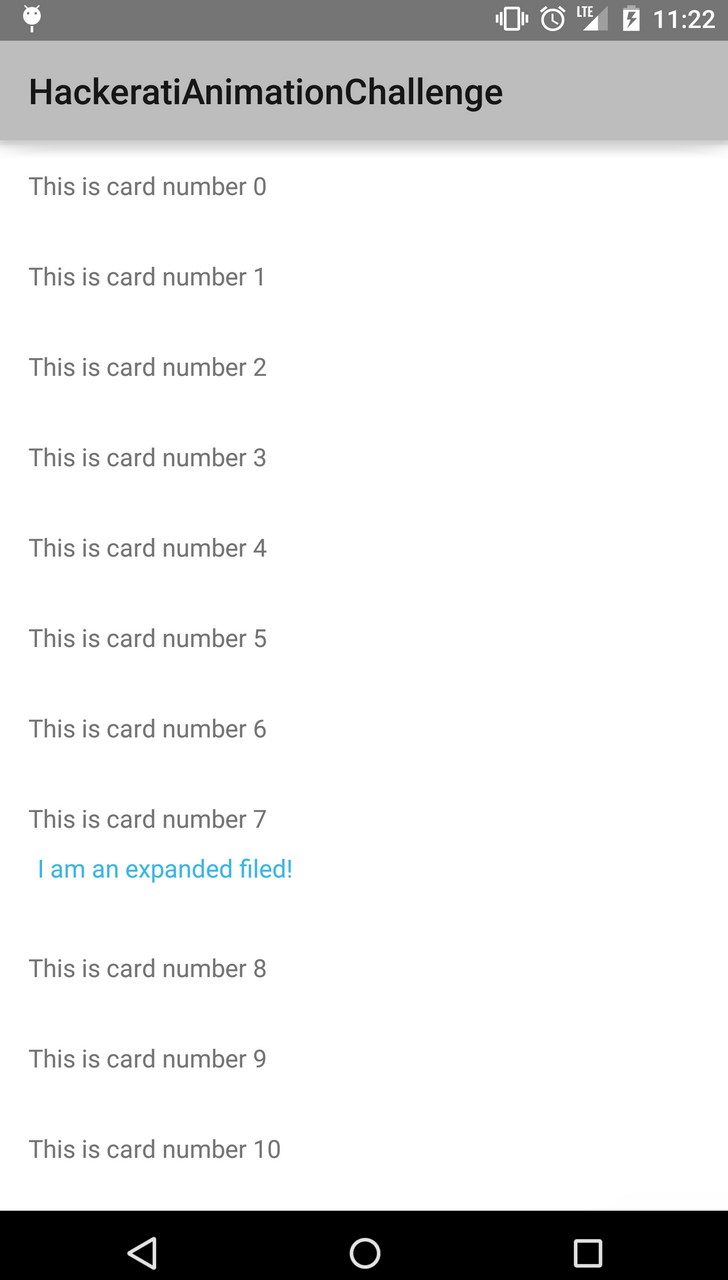 LTE 11:22
HackeratiAnimationChallenge
This is card number 0
This is card number 1
This is card number 2
This is card number 3
This is card number 4
This is card number 5
This is card number 6
This is card number 7
I am an expanded filed!
This is card number 8
This is card number 9
This is card number 10